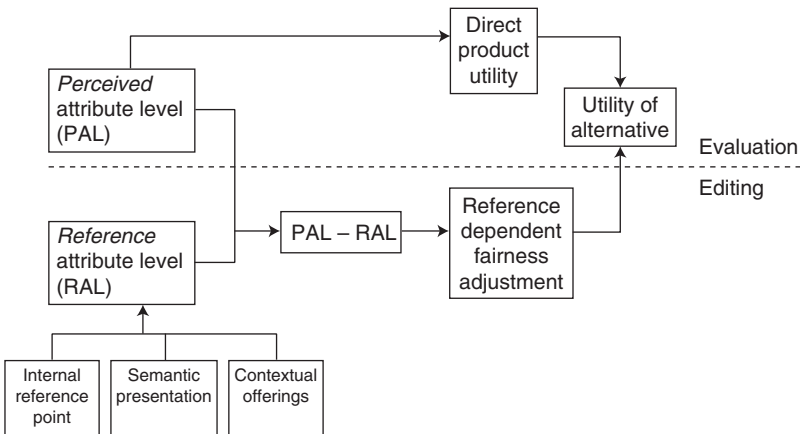 Direct
product
utility
Perceived
attribute level
(PAL)
Utility of
alternative
Evaluation
Editing
Reference
attribute level
(RAL)
PAL – RAL
Reference
dependent
fairness
adjustment
Internal
reference
point
Semantic
presentation
Contextual
offerings